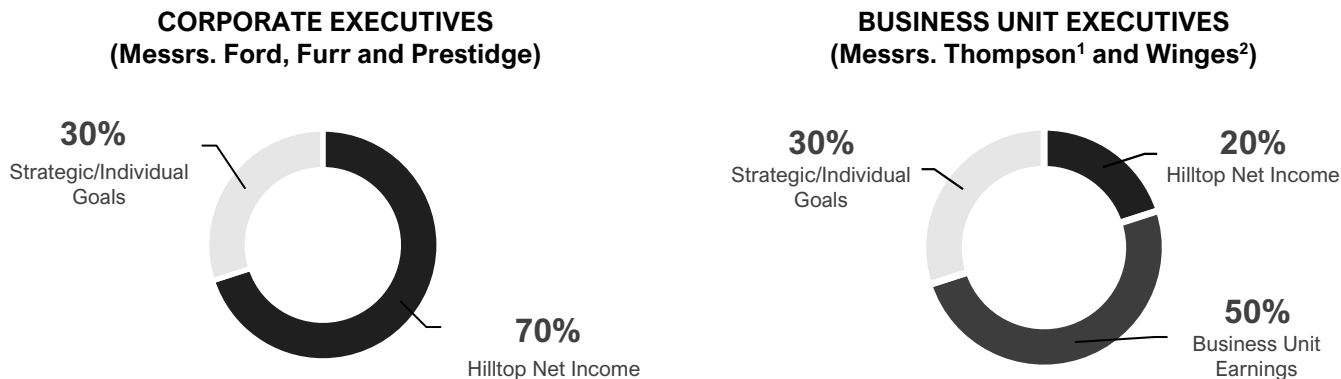 CORPORATE EXECUTIVES
(Messrs. Ford, Furr and Prestidge)
30%
Strategic/Individual
Goals
70%
Hilltop Net Income
BUSINESS UNIT EXECUTIVES
(Messrs. Thompson¹ and Winges²)
30%
Strategic/Individual
Goals
20%
Hilltop Net Income
50%
Business Unit
Earnings